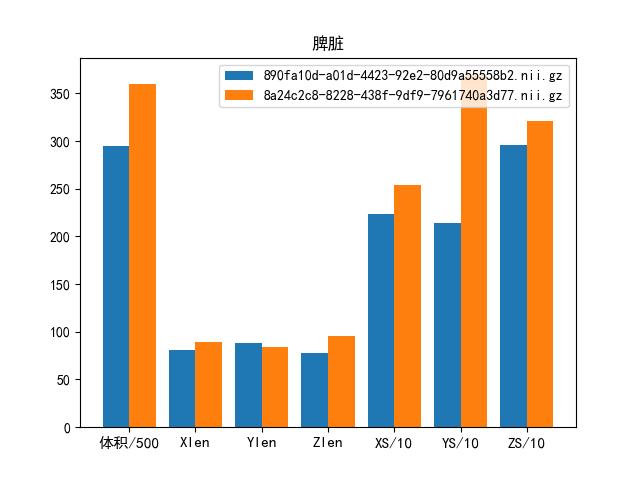 脾脏
890fa10d-a01d-4423-92e2-80d9a55558b2.nii.gz
8a24c2c8-8228-438f-9df9-7961740a3d77.nii.gz
350
300
250
200
150
100
50
0
体积/500 Xlen Ylen Zlen XS/10 YS/10 ZS/10